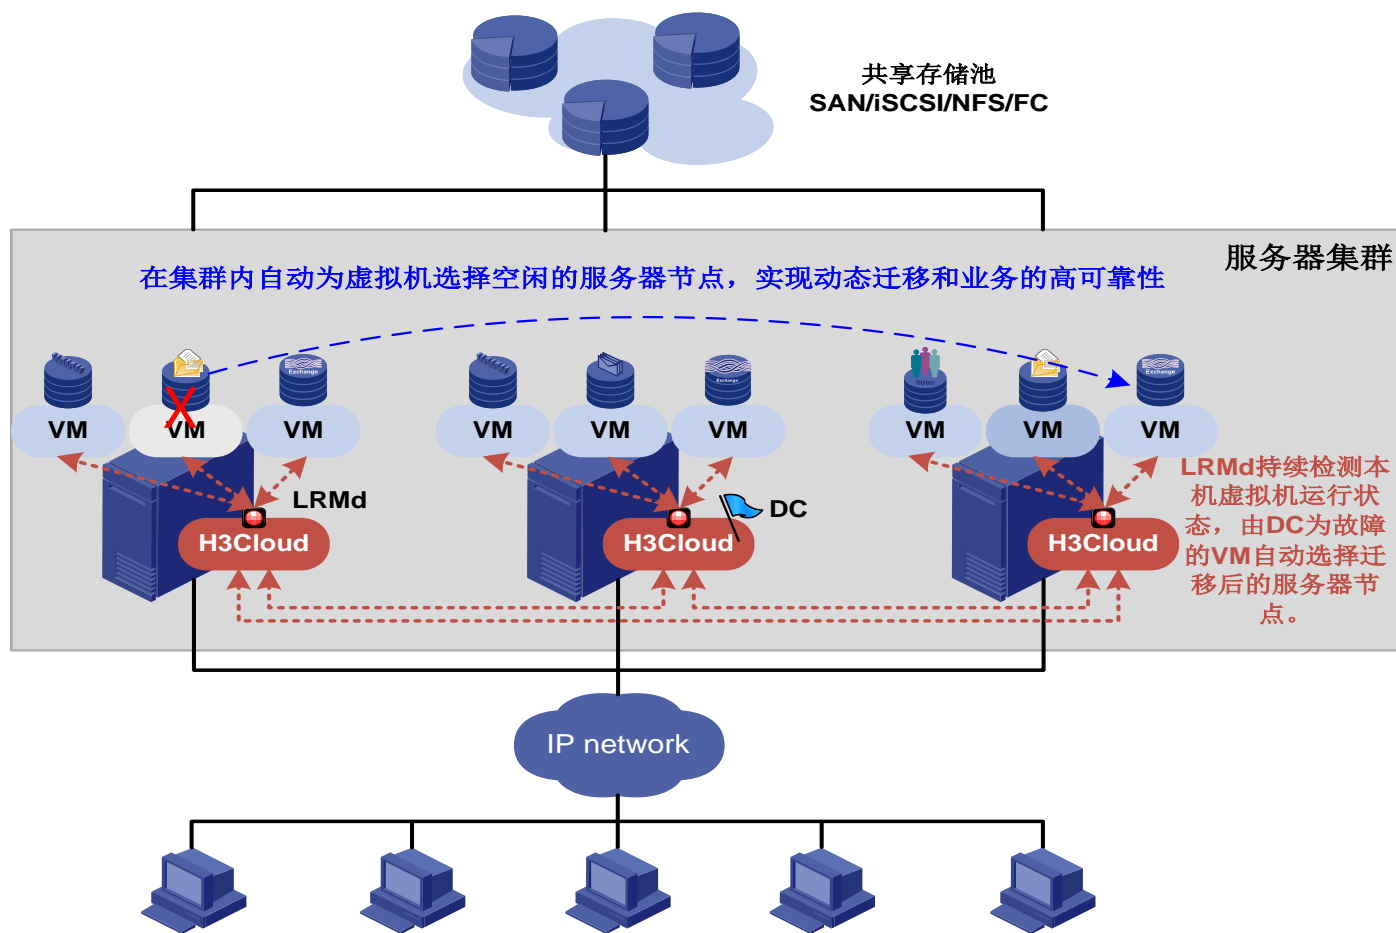 共享存储池
SAN/iSCSI/NFS/FC
服务器集群
在集群内自动为虚拟机选择空闲的服务器节点，实现动态迁移和业务的高可靠性
Exchange
Exchange
Notes
Exchange
VM
VM
VM
VM
VM
VM
VM
VM
VM
LRMd
DC
H3Cloud
H3Cloud
H3Cloud
LRMd持续检测本
机虚拟机运行状
态，由DC为故障
的VM自动选择迁
移后的服务器节
点。
IP network